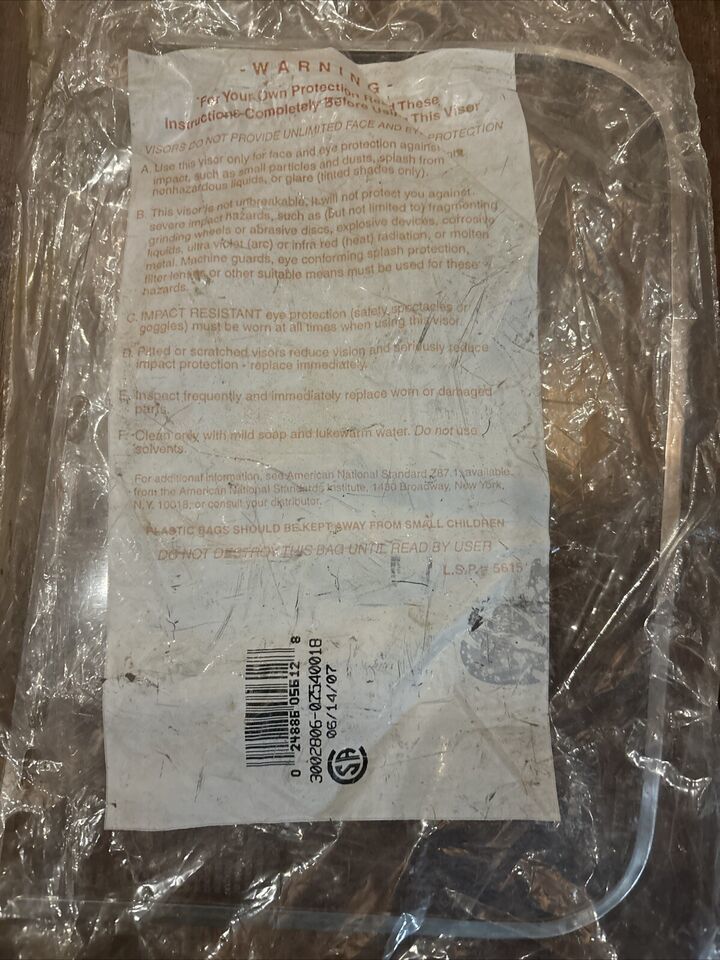 - WARNING -
For Your Own Protection Read These
Instructions Completely Before Using This Visor
VISORS DO NOT PROVIDE UNLIMITED FACE AND EYE PROTECTION
A. Use this visor only for face and eye protection against
impact, such as small particles and dusts, splash from
nonhazardous liquids, or glare (tinted shades only).
B. This visor is not unbreakable. It will not protect you against
severe impact hazards, such as (but not limited to) fragmenting
grinding wheels or abrasive discs, explosive devices, corrosive
liquids, ultra violet (arc) or infra red (heat) radiation, or molten
metal. Machine guards, eye conforming splash protection,
filter lenses or other suitable means must be used for these
hazards.
C. IMPACT RESISTANT eye protection (safety spectacles or
goggles) must be worn at all times when using this visor.
D. Pitted or scratched visors reduce vision and seriously reduce
impact protection - replace immediately.
E. Inspect frequently and immediately replace worn or damaged
parts.
F. Clean only with mild soap and lukewarm water. Do not use
solvents.
For additional information, see American National Standard Z87.1, available
from the American National Standards Institute, 1430 Broadway, New York,
N.Y. 10018; or consult your distributor.
PLASTIC BAGS SHOULD BE KEPT AWAY FROM SMALL CHILDREN
DO NOT DESTROY THIS BAG UNTIL READ BY USER
L.S.P.# 5615
0 24886 05612 8
3002806-0Z540018
06/14/07
SA